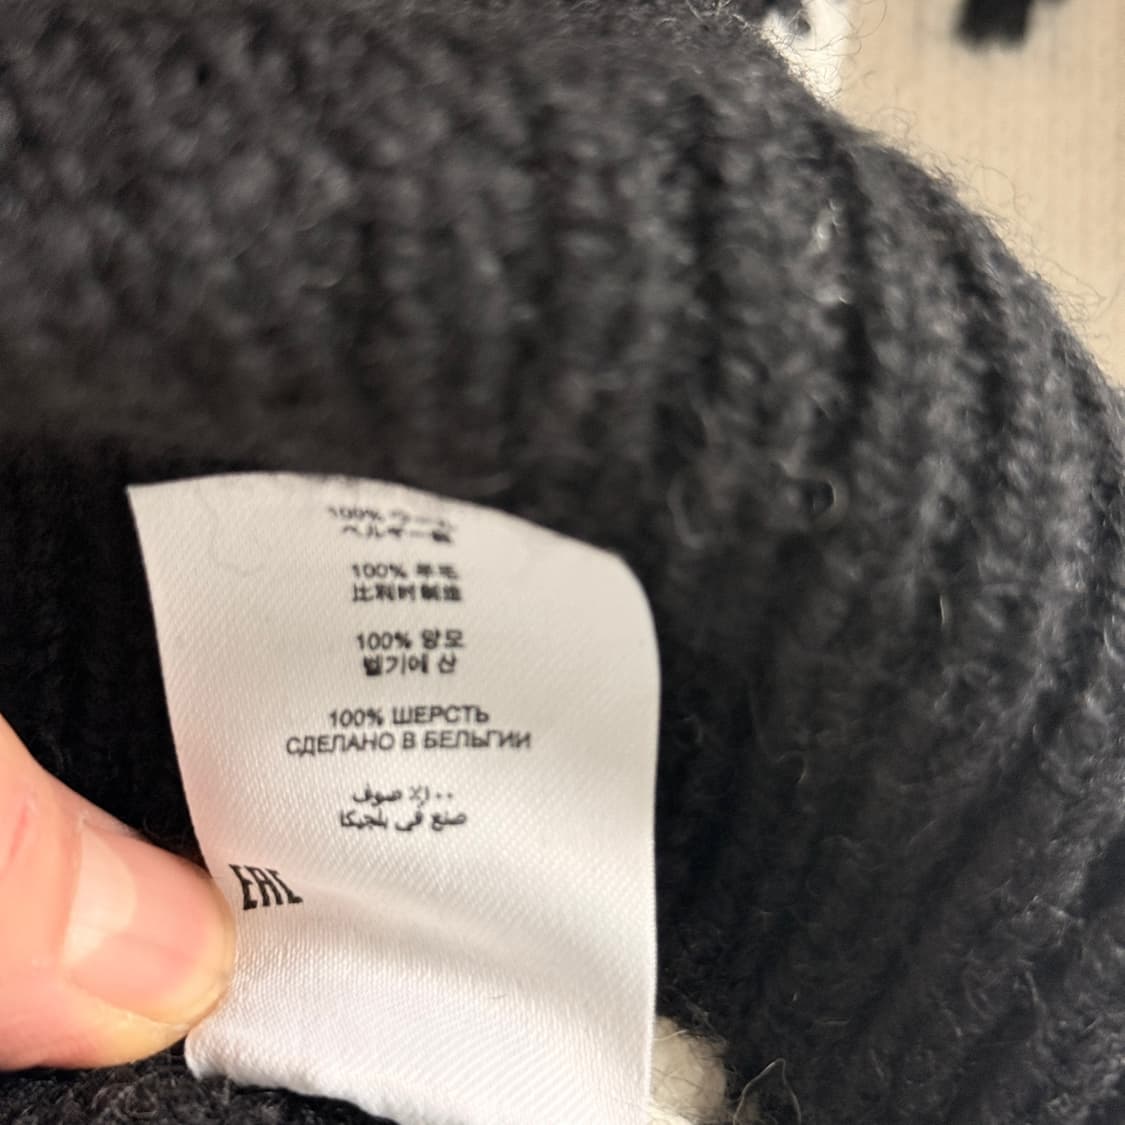 100% ウール
ベルギー製
100% 羊毛
比利时制造
100% 양모
벨기에 산
100% ШЕРСТЬ
СДЕЛАНО В БЕЛЬГИИ
١٠٠٪ صوف
صنع في بلجيكا
EAC